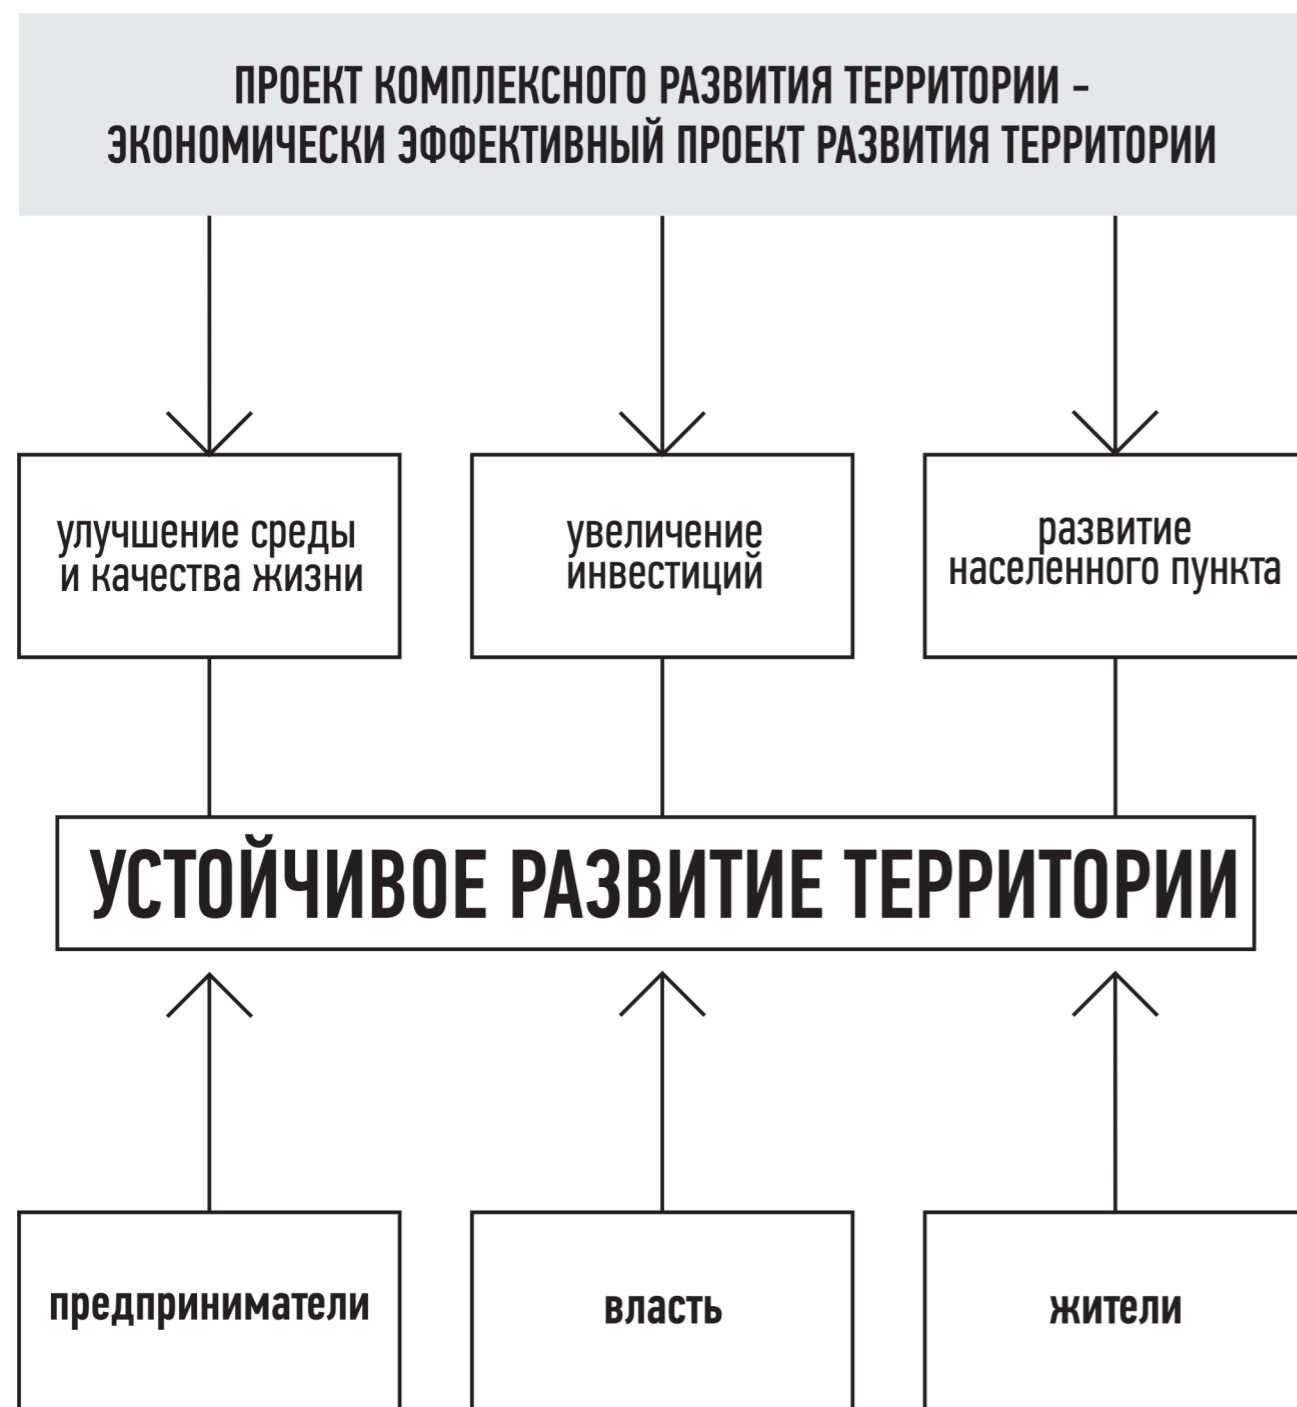 ПРОЕКТ КОМПЛЕКСНОГО РАЗВИТИЯ ТЕРРИТОРИИ –
ЭКОНОМИЧЕСКИ ЭФФЕКТИВНЫЙ ПРОЕКТ РАЗВИТИЯ ТЕРРИТОРИИ
улучшение среды
и качества жизни
увеличение
инвестиций
развитие
населенного пункта
УСТОЙЧИВОЕ РАЗВИТИЕ ТЕРРИТОРИИ
предприниматели
власть
жители